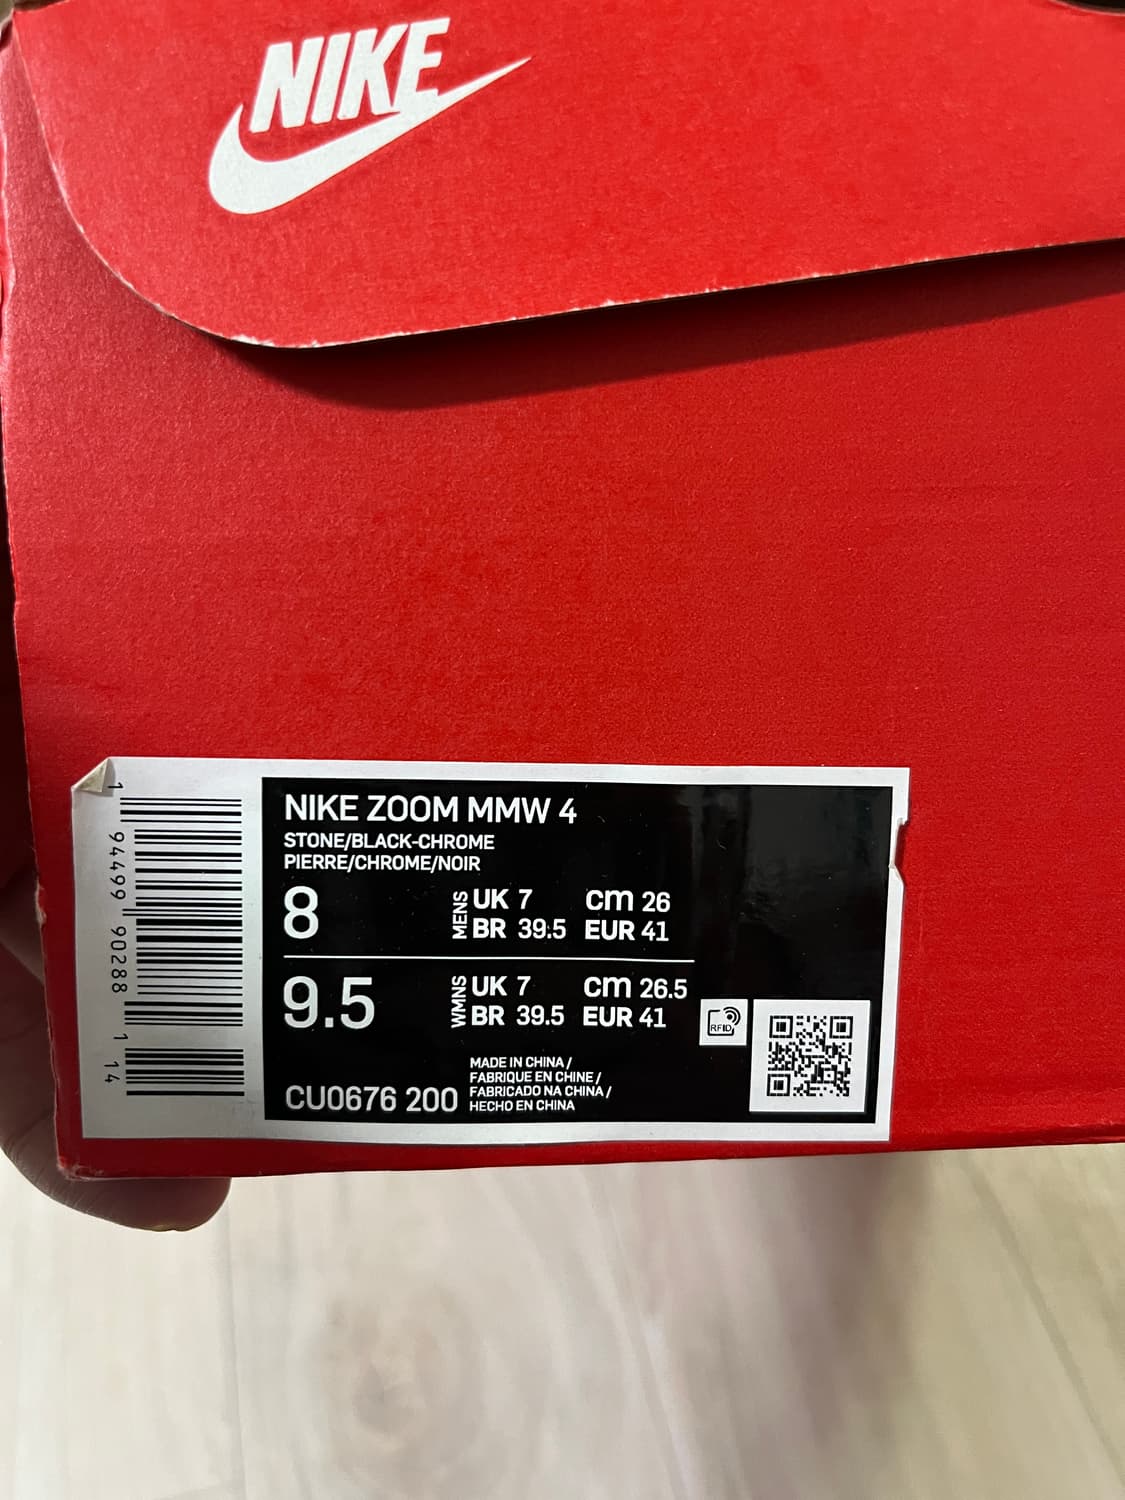 NIKE
NIKE ZOOM MMW 4
STONE/BLACK-CHROME
PIERRE/CHROME/NOIR
8
MENS
UK 7 cm 26
BR 39.5 EUR 41
9.5
WMNS
UK 7 cm 26.5
BR 39.5 EUR 41
RFID
CU0676 200
MADE IN CHINA /
FABRIQUE EN CHINE /
FABRICADO NA CHINA /
HECHO EN CHINA
1 94499 90288 1 14